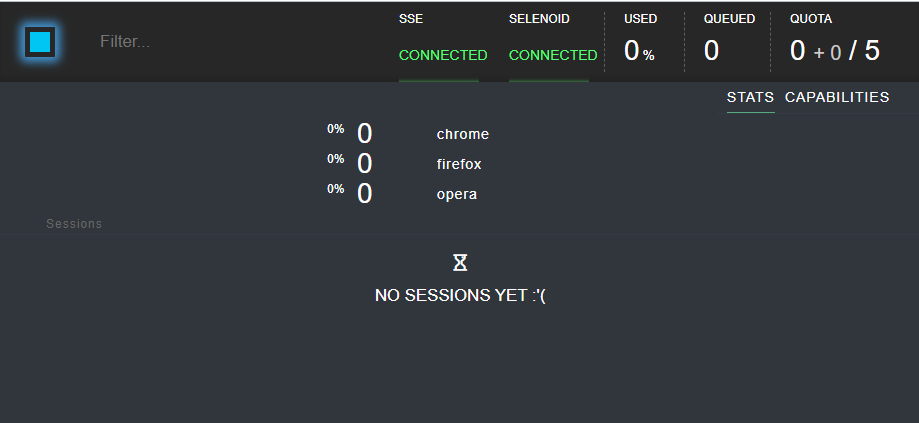 Filter...
SSE
CONNECTED
SELENOID
CONNECTED
USED
0 %
QUEUED
0
QUOTA
0 + 0 / 5
STATS CAPABILITIES
0% 0 chrome
0% 0 firefox
0% 0 opera
Sessions
NO SESSIONS YET :'(